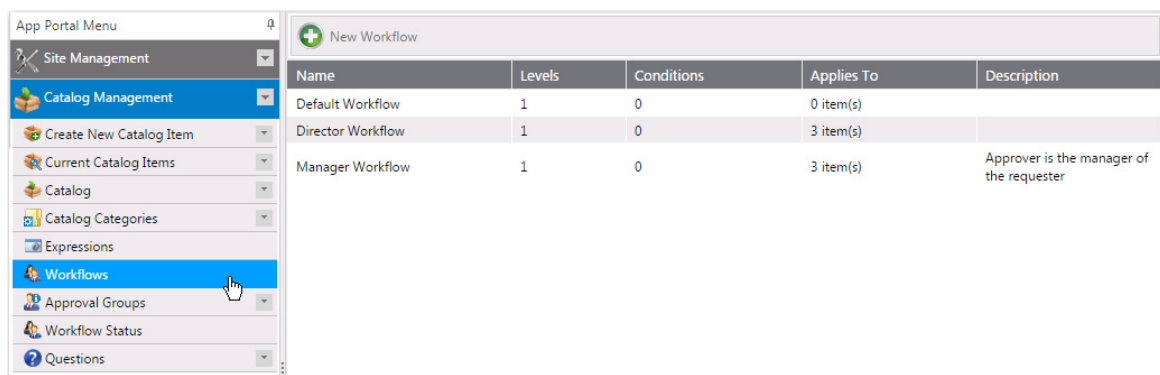 App Portal Menu
Site Management
Catalog Management
Create New Catalog Item
Current Catalog Items
Catalog
Catalog Categories
Expressions
Workflows
Approval Groups
Workflow Status
Questions
New Workflow
Name Levels Conditions Applies To Description
Default Workflow 1 0 0 item(s)
Director Workflow 1 0 3 item(s)
Manager Workflow 1 0 3 item(s) Approver is the manager of
the requester